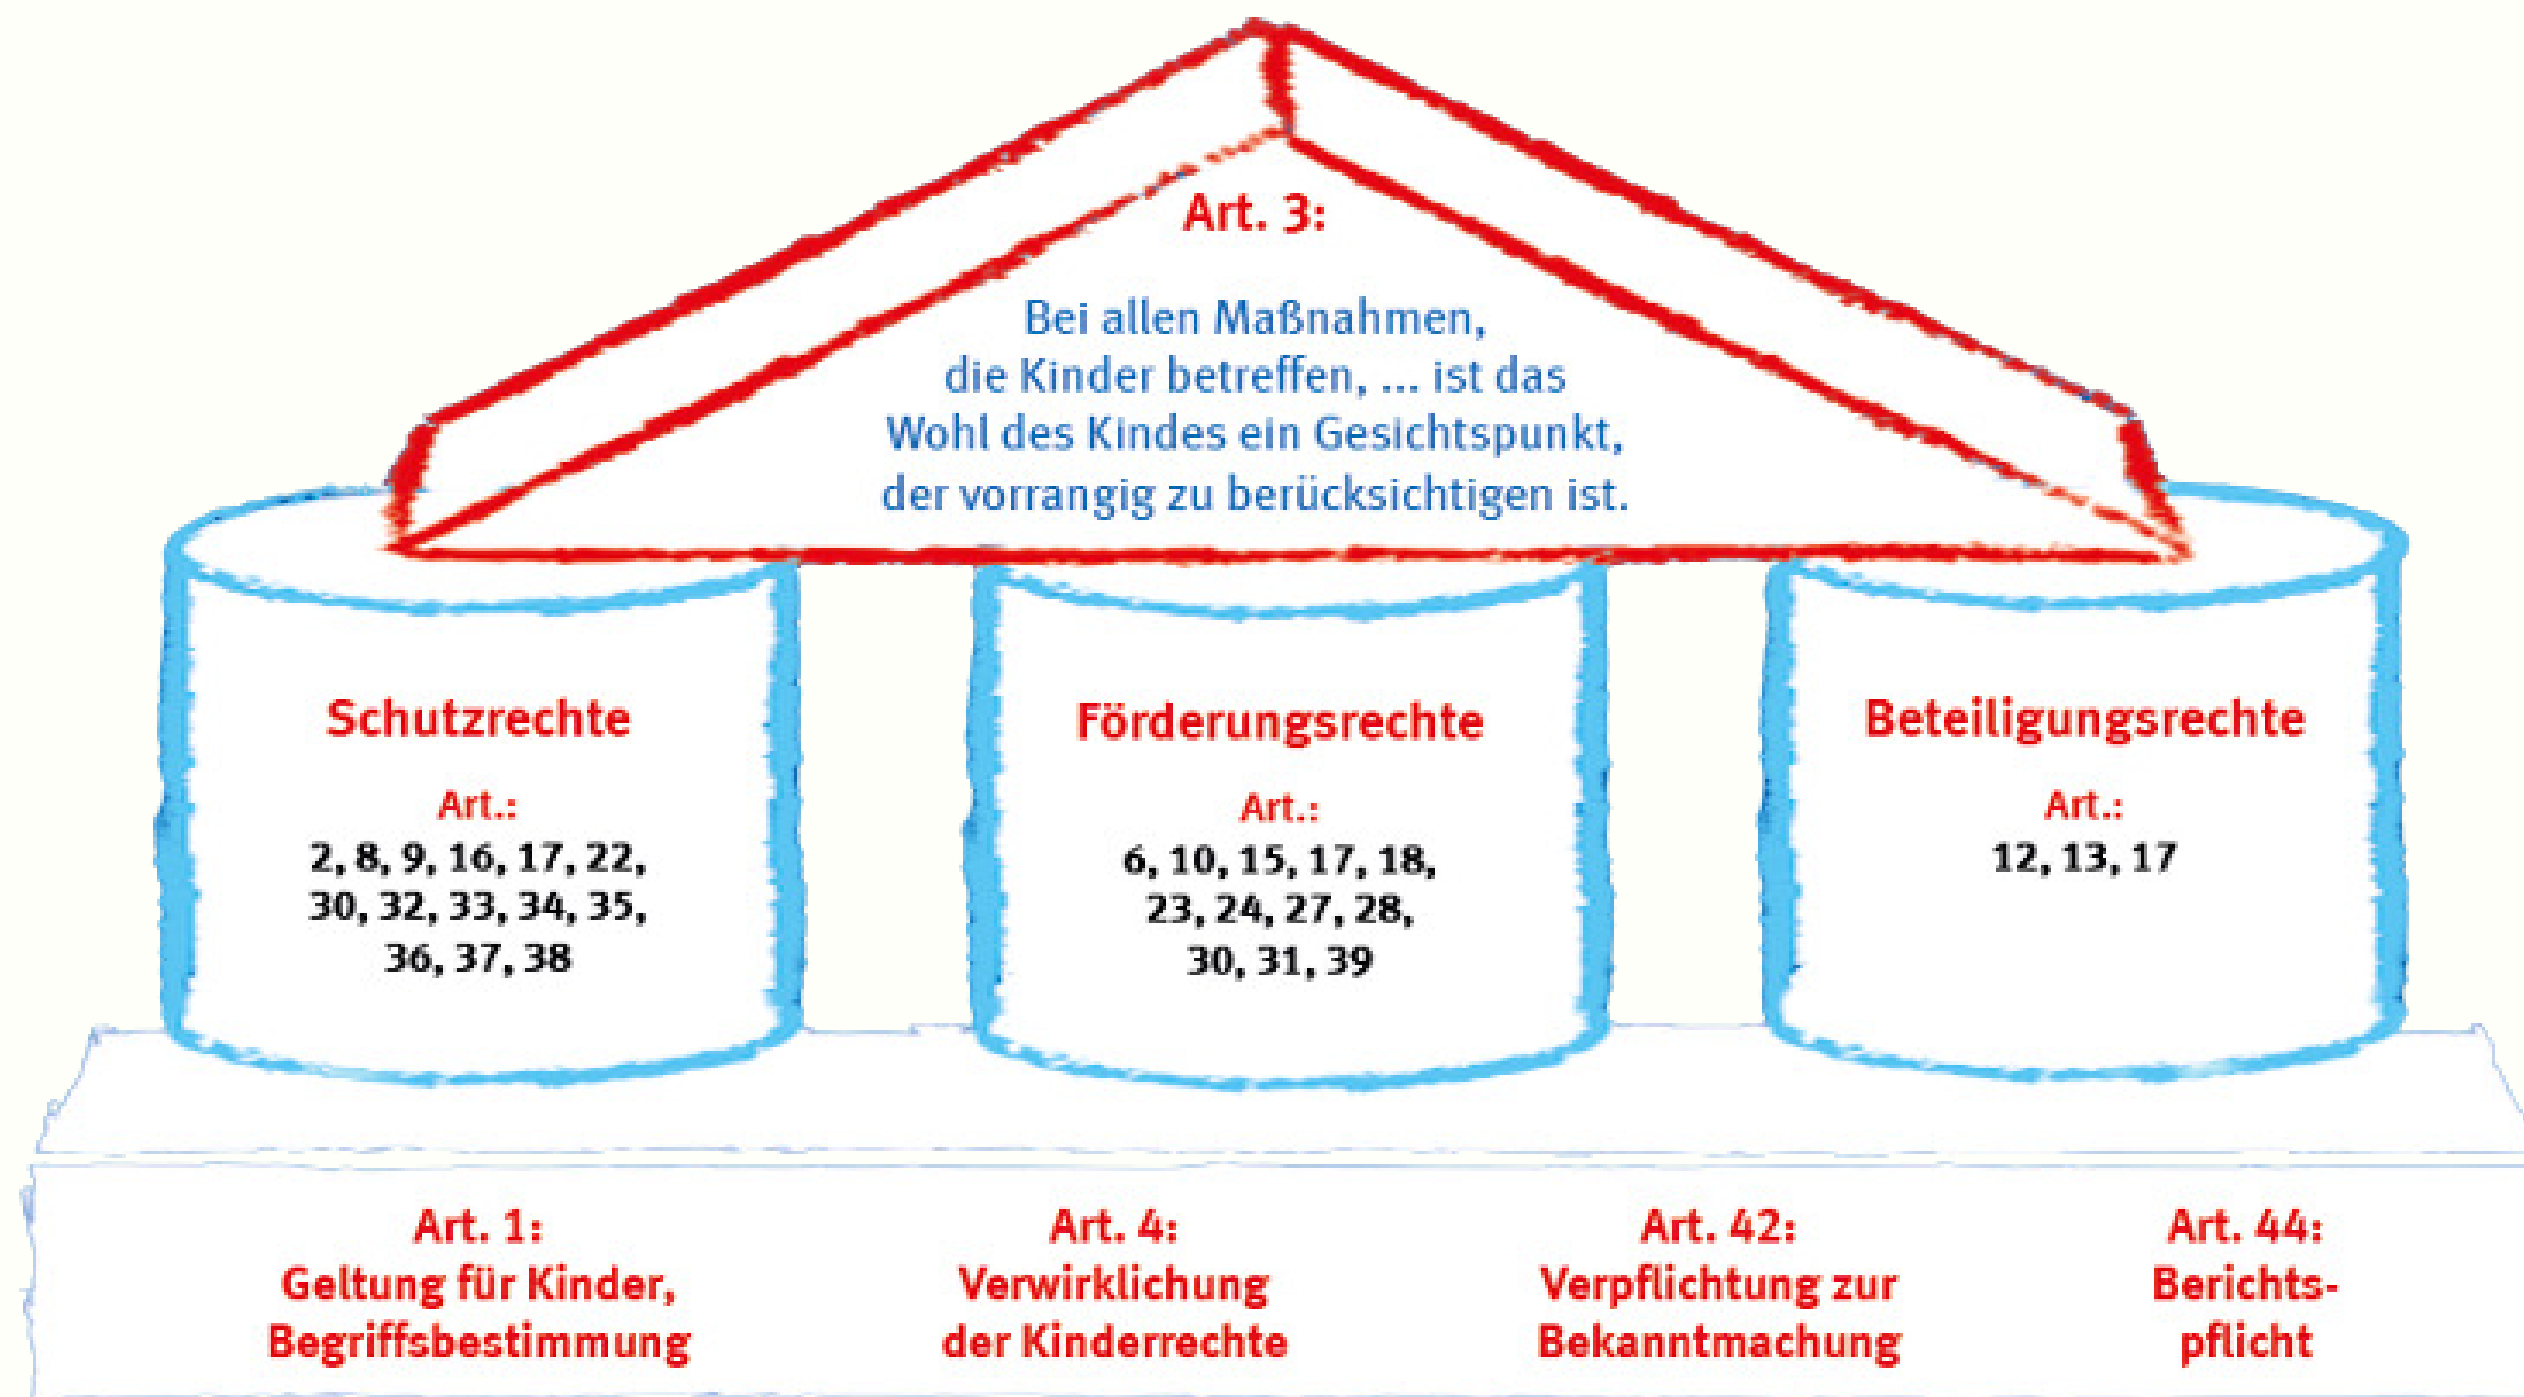 Art. 3:
Bei allen Maßnahmen,
die Kinder betreffen, ... ist das
Wohl des Kindes ein Gesichtspunkt,
der vorrangig zu berücksichtigen ist.
Schutzrechte
Art.:
2, 8, 9, 16, 17, 22,
30, 32, 33, 34, 35,
36, 37, 38
Förderungsrechte
Art.:
6, 10, 15, 17, 18,
23, 24, 27, 28,
30, 31, 39
Beteiligungsrechte
Art.:
12, 13, 17
Art. 1:
Geltung für Kinder,
Begriffsbestimmung
Art. 4:
Verwirklichung
der Kinderrechte
Art. 42:
Verpflichtung zur
Bekanntmachung
Art. 44:
Berichts-
pflicht